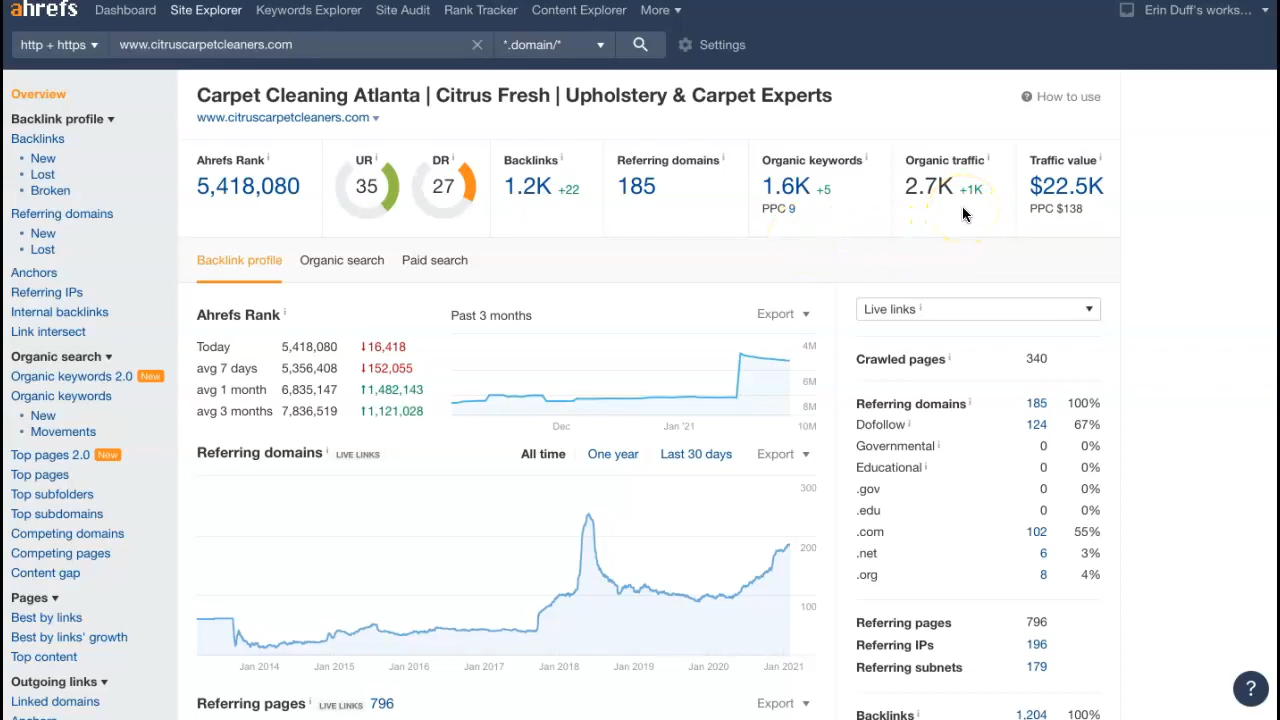 ahrefs Dashboard Site Explorer Keywords Explorer Site Audit Rank Tracker Content Explorer More Erin Duff's works...
http + https www.citruscarpetcleaners.com *.domain/* Settings
Overview
Backlink profile
Backlinks
• New
• Lost
• Broken
Referring domains
• New
• Lost
Anchors
Referring IPs
Internal backlinks
Link intersect
Organic search
Organic keywords 2.0 New
Organic keywords
• New
• Movements
Top pages 2.0 New
Top pages
Top subfolders
Top subdomains
Competing domains
Competing pages
Content gap
Pages
Best by links
Best by links' growth
Top content
Outgoing links
Linked domains
Carpet Cleaning Atlanta | Citrus Fresh | Upholstery & Carpet Experts
How to use
www.citruscarpetcleaners.com
Ahrefs Rank i
5,418,080
UR i
35
DR i
27
Backlinks i
1.2K +22
Referring domains i
185
Organic keywords i
1.6K +5
PPC 9
Organic traffic i
2.7K +1K
Traffic value i
$22.5K
PPC $138
Backlink profile Organic search Paid search
Ahrefs Rank i
Past 3 months
Export
Today 5,418,080 ↓16,418
avg 7 days 5,356,408 ↓152,055
avg 1 month 6,835,147 ↑1,482,143
avg 3 months 7,836,519 ↑1,121,028
4M
6M
8M
10M
Dec Jan '21
Referring domains i LIVE LINKS
All time One year Last 30 days Export
300
200
100
Jan 2014 Jan 2015 Jan 2016 Jan 2017 Jan 2018 Jan 2019 Jan 2020 Jan 2021
Referring pages i LIVE LINKS 796
Export
Live links i
Crawled pages i 340
Referring domains i 185 100%
Dofollow i 124 67%
Governmental i 0 0%
Educational i 0 0%
.gov 0 0%
.edu 0 0%
.com 102 55%
.net 6 3%
.org 8 4%
Referring pages 796
Referring IPs 196
Referring subnets 179
Backlinks i 1,204 100%
?